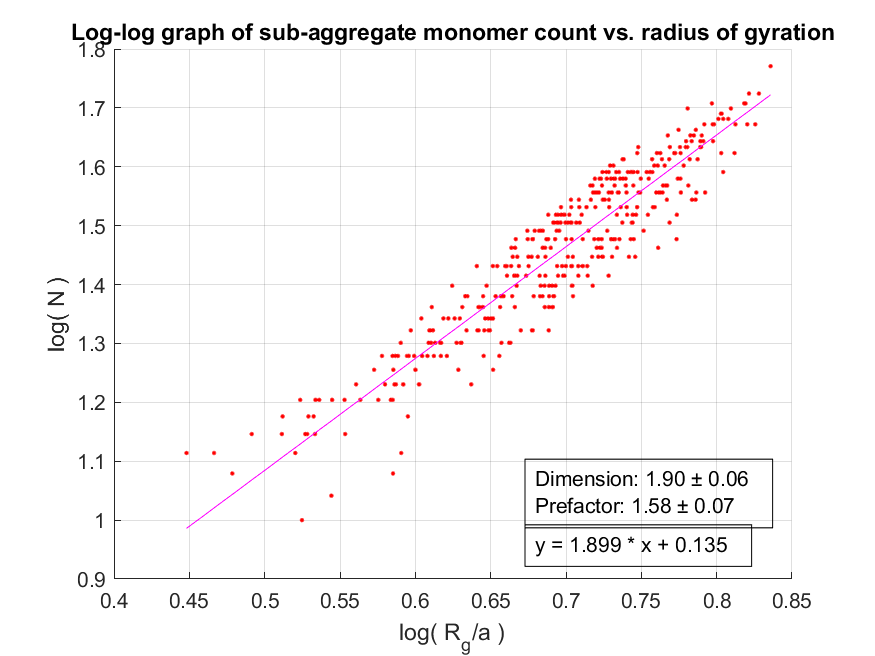 Log-log graph of sub-aggregate monomer count vs. radius of gyration
1.8
1.7
1.6
1.5
1.4
1.3
1.2
1.1
1
0.9
log( N )
Dimension: 1.90 ± 0.06
Prefactor: 1.58 ± 0.07
y = 1.899 * x + 0.135
0.4 0.45 0.5 0.55 0.6 0.65 0.7 0.75 0.8 0.85
log( R_g/a )